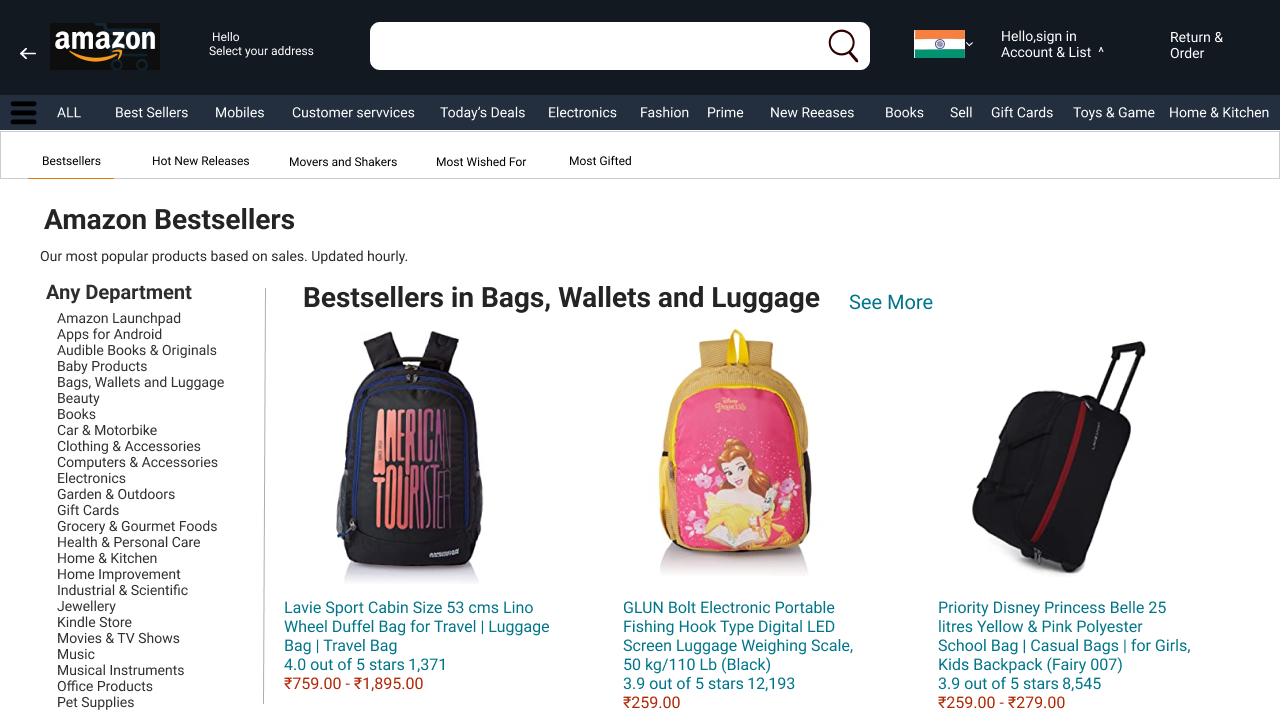 amazon
Hello
Select your address
Hello,sign in
Account & List ^
Return &
Order
ALL Best Sellers Mobiles Customer servvices Today's Deals Electronics Fashion Prime New Reeases Books Sell Gift Cards Toys & Game Home & Kitchen
Bestsellers Hot New Releases Movers and Shakers Most Wished For Most Gifted
Amazon Bestsellers
Our most popular products based on sales. Updated hourly.
Any Department
Amazon Launchpad
Apps for Android
Audible Books & Originals
Baby Products
Bags, Wallets and Luggage
Beauty
Books
Car & Motorbike
Clothing & Accessories
Computers & Accessories
Electronics
Garden & Outdoors
Gift Cards
Grocery & Gourmet Foods
Health & Personal Care
Home & Kitchen
Home Improvement
Industrial & Scientific
Jewellery
Kindle Store
Movies & TV Shows
Music
Musical Instruments
Office Products
Pet Supplies
Bestsellers in Bags, Wallets and Luggage See More
AMERICAN
TOURISTER
Disney
Princess
Lavie Sport Cabin Size 53 cms Lino
Wheel Duffel Bag for Travel | Luggage
Bag | Travel Bag
4.0 out of 5 stars 1,371
₹759.00 - ₹1,895.00
GLUN Bolt Electronic Portable
Fishing Hook Type Digital LED
Screen Luggage Weighing Scale,
50 kg/110 Lb (Black)
3.9 out of 5 stars 12,193
₹259.00
Priority Disney Princess Belle 25
litres Yellow & Pink Polyester
School Bag | Casual Bags | for Girls,
Kids Backpack (Fairy 007)
3.9 out of 5 stars 8,545
₹259.00 - ₹279.00